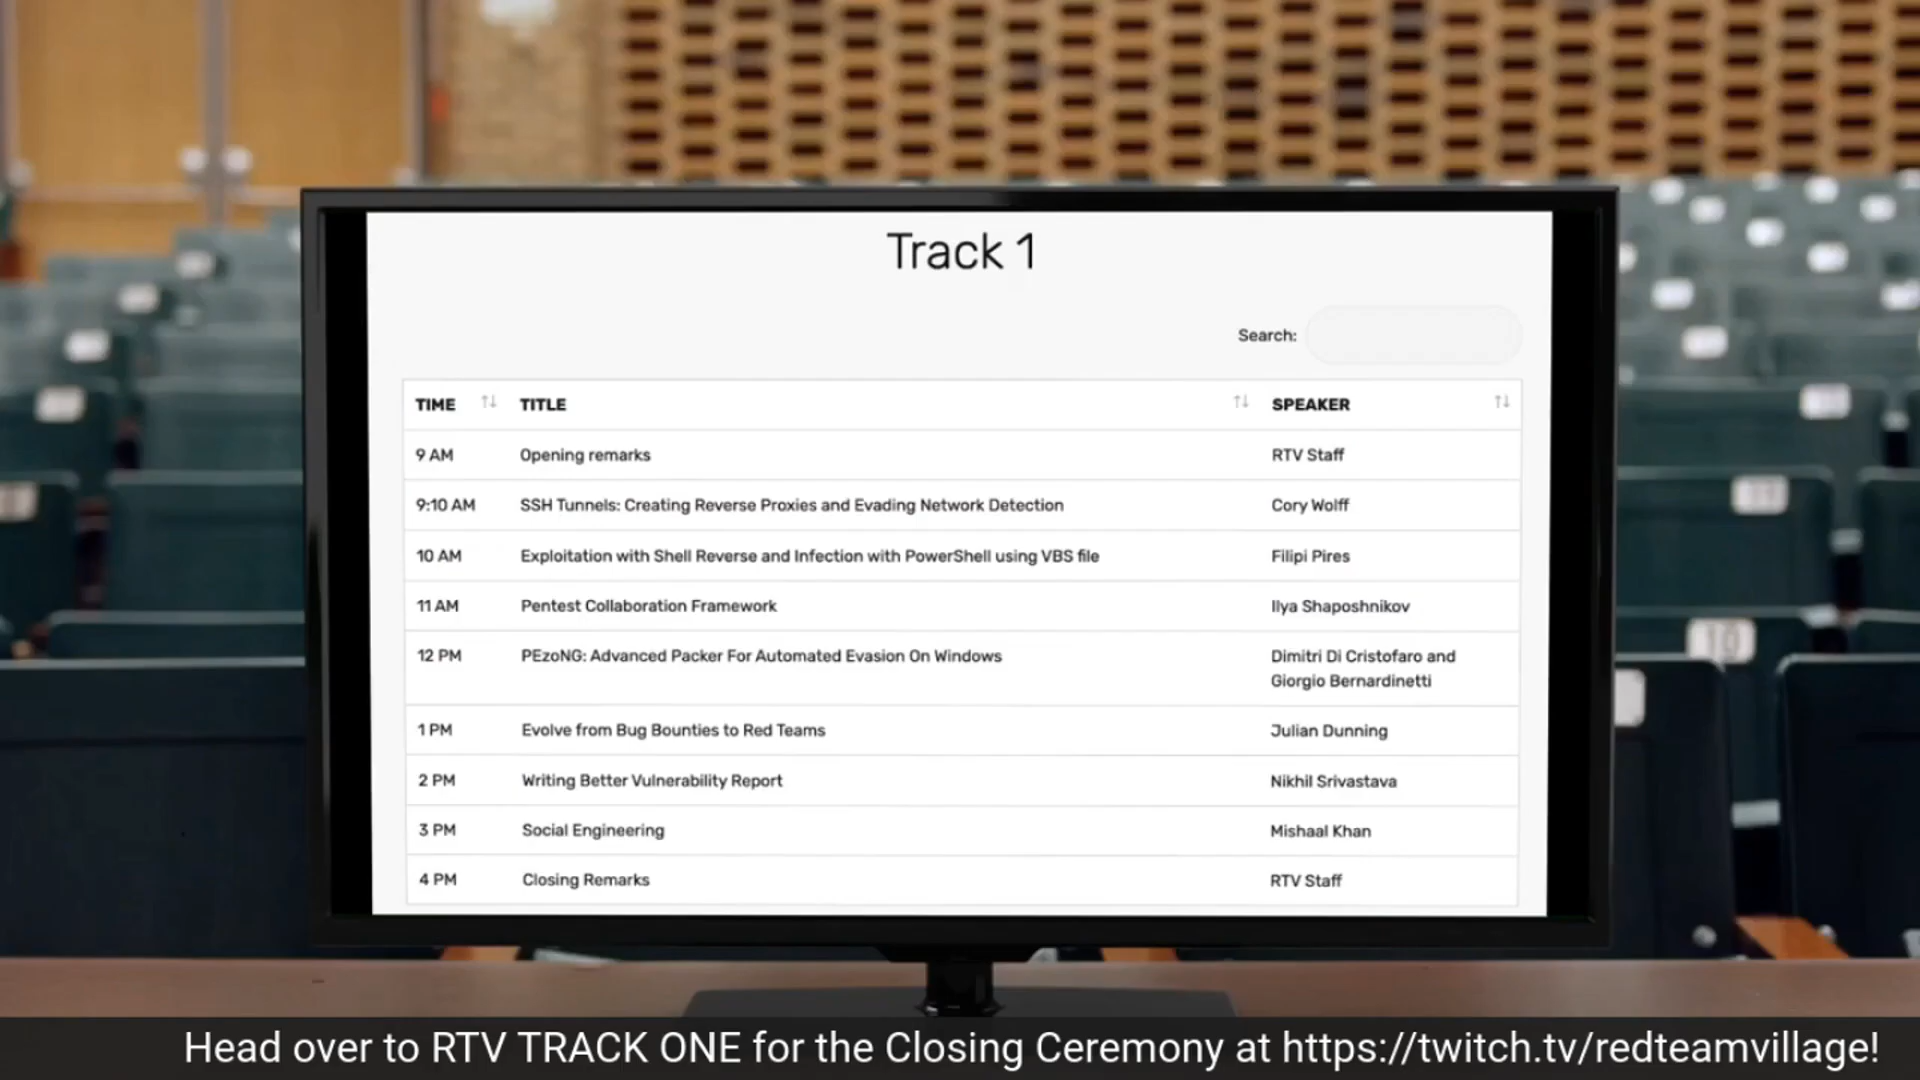 Track 1
Search:
TIME TITLE SPEAKER
9 AM Opening remarks RTV Staff
9:10 AM SSH Tunnels: Creating Reverse Proxies and Evading Network Detection Cory Wolff
10 AM Exploitation with Shell Reverse and Infection with PowerShell using VBS file Filipi Pires
11 AM Pentest Collaboration Framework Ilya Shaposhnikov
12 PM PEzoNG: Advanced Packer For Automated Evasion On Windows Dimitri Di Cristofaro and
Giorgio Bernardinetti
1 PM Evolve from Bug Bounties to Red Teams Julian Dunning
2 PM Writing Better Vulnerability Report Nikhil Srivastava
3 PM Social Engineering Mishaal Khan
4 PM Closing Remarks RTV Staff
10
Head over to RTV TRACK ONE for the Closing Ceremony at https://twitch.tv/redteamvillage!